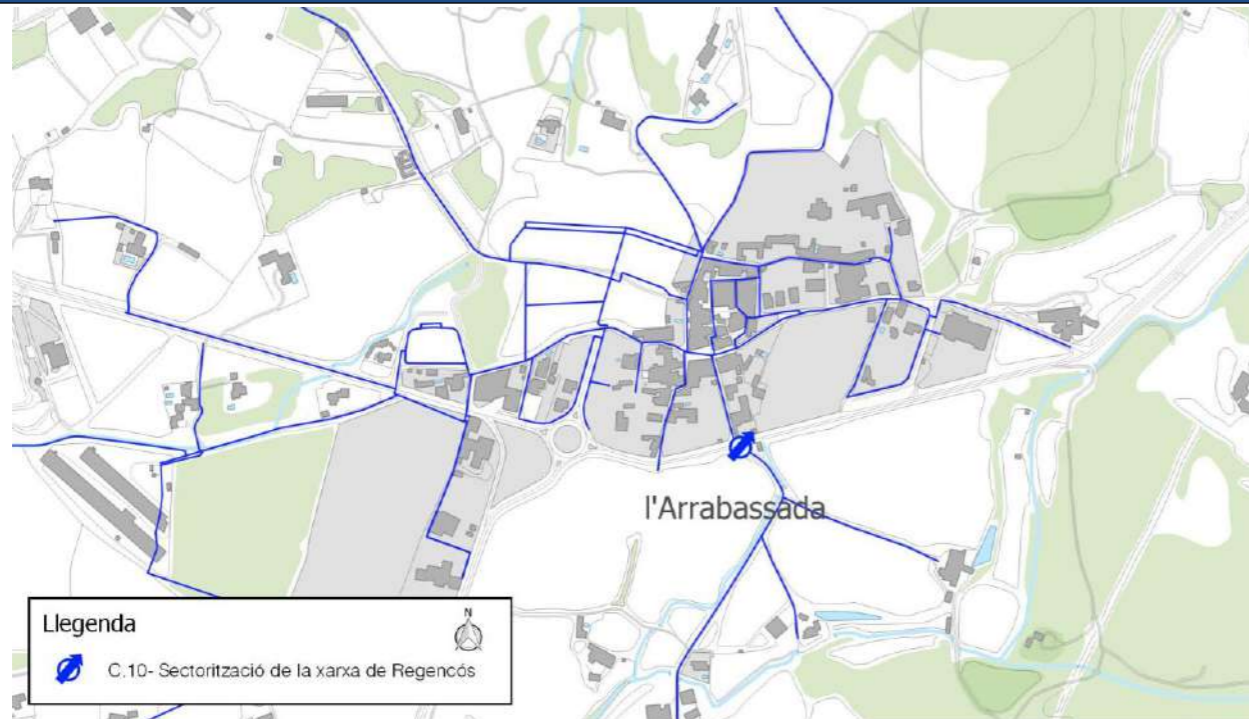 l'Arrabassada
Llegenda
N
C.10- Sectorització de la xarxa de Regencós